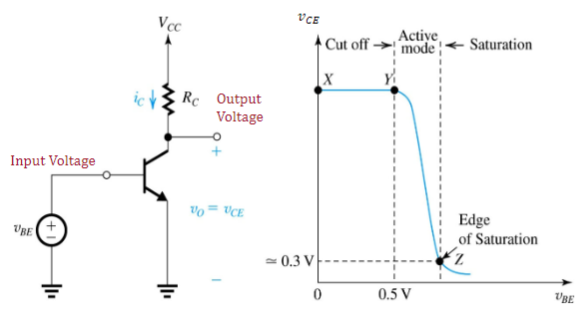 V_CC
i_C
R_C
Output
Voltage
+
Input Voltage
v_BE
+
−
v_O = v_CE
−
v_CE
Cut off
Active
mode
Saturation
X
Y
Edge
of Saturation
Z
≃ 0.3 V
0
0.5 V
v_BE